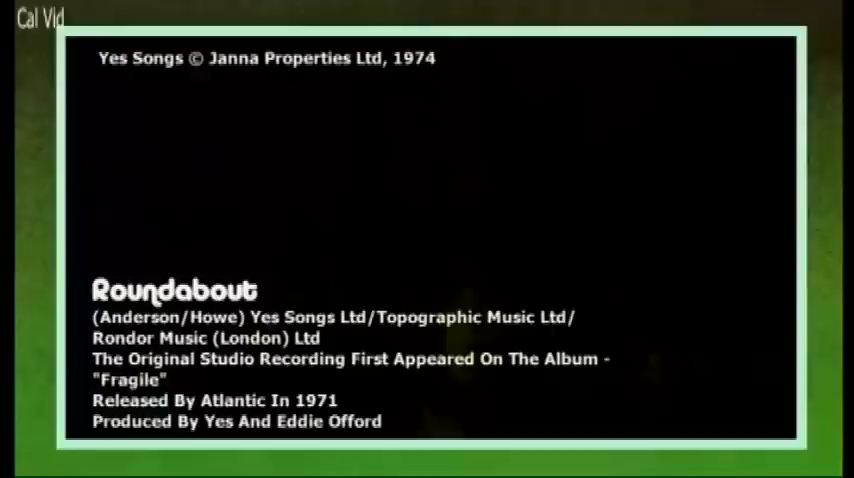 Cal Vid
Yes Songs © Janna Properties Ltd, 1974
Roundabout
(Anderson/Howe) Yes Songs Ltd/Topographic Music Ltd/
Rondor Music (London) Ltd
The Original Studio Recording First Appeared On The Album -
"Fragile"
Released By Atlantic In 1971
Produced By Yes And Eddie Offord